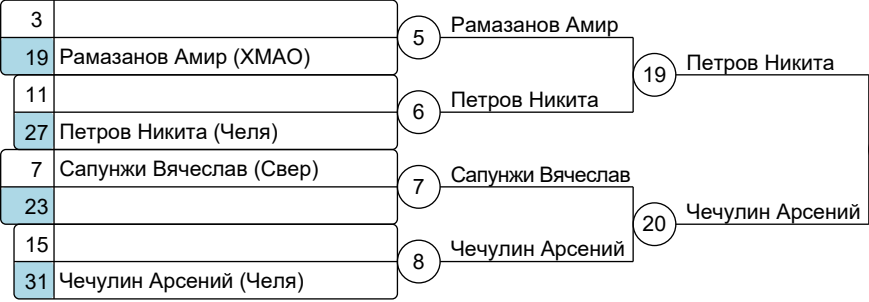 3
5
Рамазанов Амир
19 Рамазанов Амир (ХМАО)
19
Петров Никита
11
6
Петров Никита
27 Петров Никита (Челя)
7 Сапунжи Вячеслав (Свер)
7
Сапунжи Вячеслав
23
20
Чечулин Арсений
15
8
Чечулин Арсений
31 Чечулин Арсений (Челя)